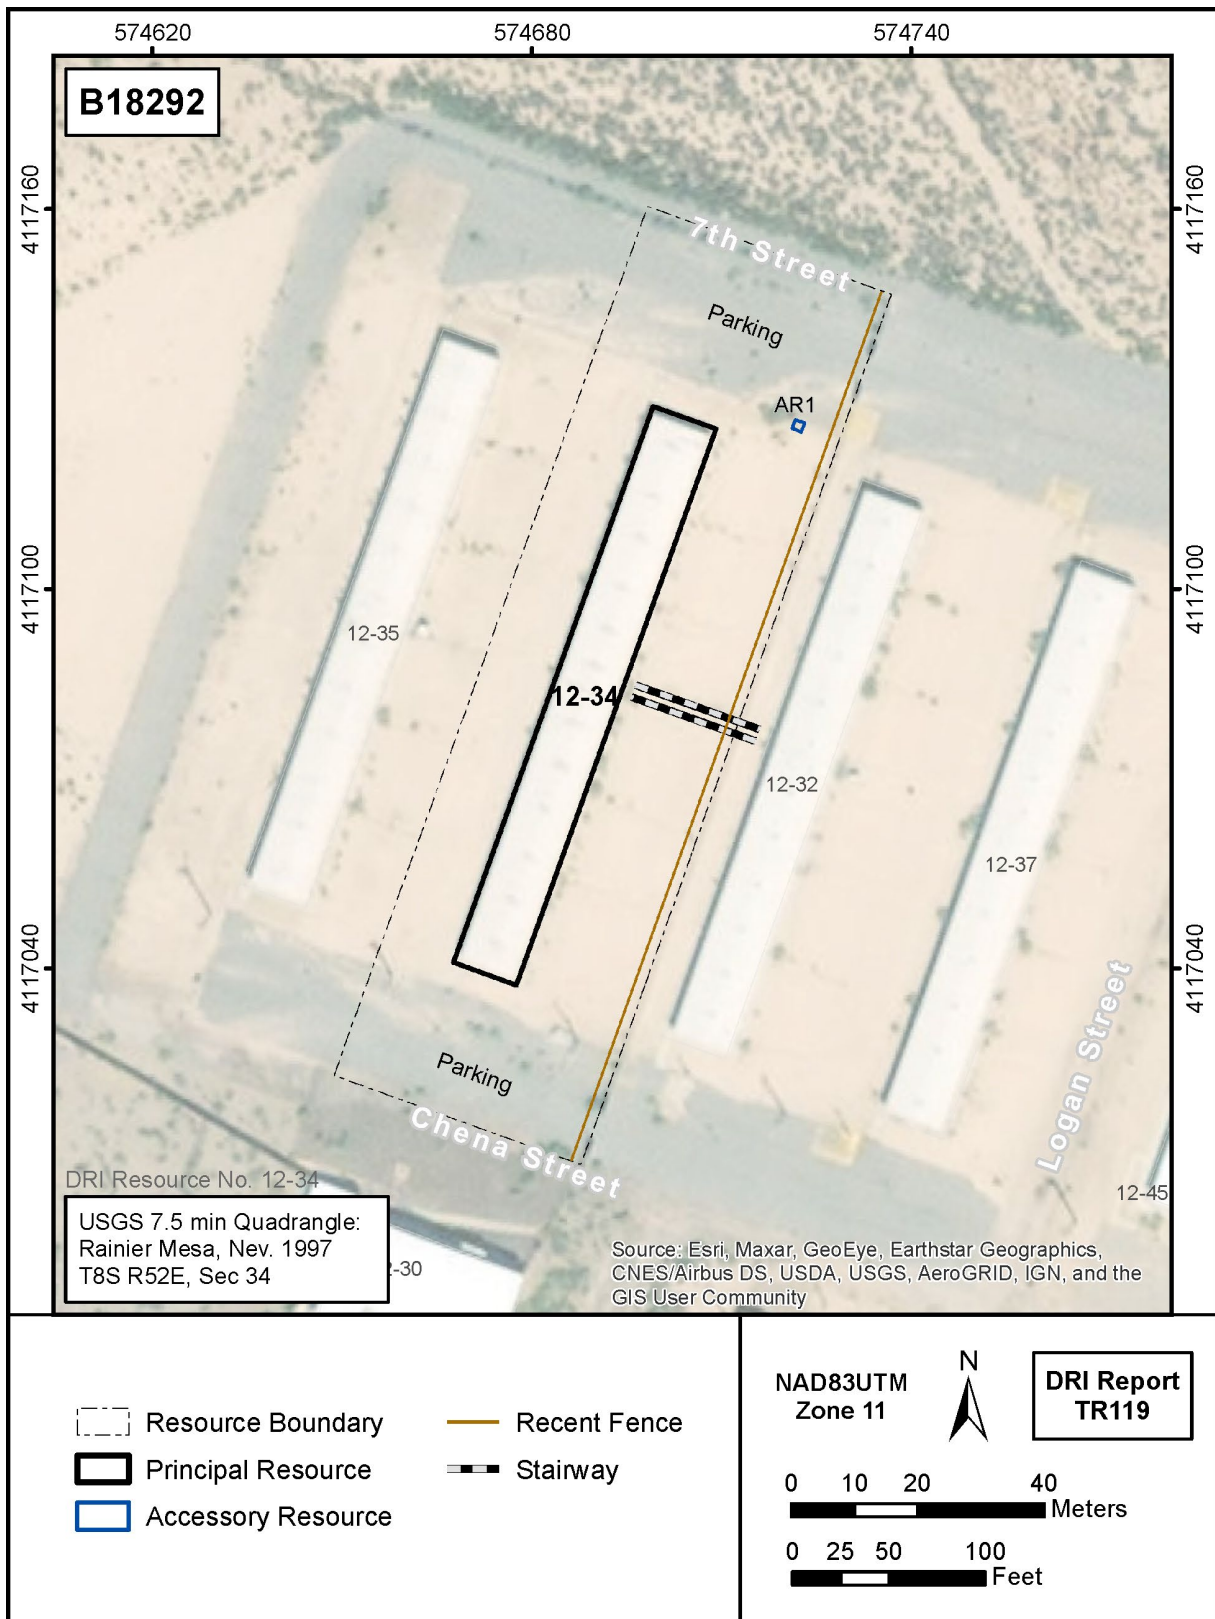 574620
574680
574740
B18292
4117160
4117160
7th Street
Parking
AR1
4117100
4117100
12-35
12-34
12-32
12-37
4117040
4117040
Logan Street
Parking
Chena Street
DRI Resource No. 12-34
12-45
USGS 7.5 min Quadrangle:
Rainier Mesa, Nev. 1997
T8S R52E, Sec 34
2-30
Source: Esri, Maxar, GeoEye, Earthstar Geographics,
CNES/Airbus DS, USDA, USGS, AeroGRID, IGN, and the
GIS User Community
Resource Boundary
Principal Resource
Accessory Resource
Recent Fence
Stairway
NAD83UTM
Zone 11
N
DRI Report
TR119
0 10 20 40
Meters
0 25 50 100
Feet